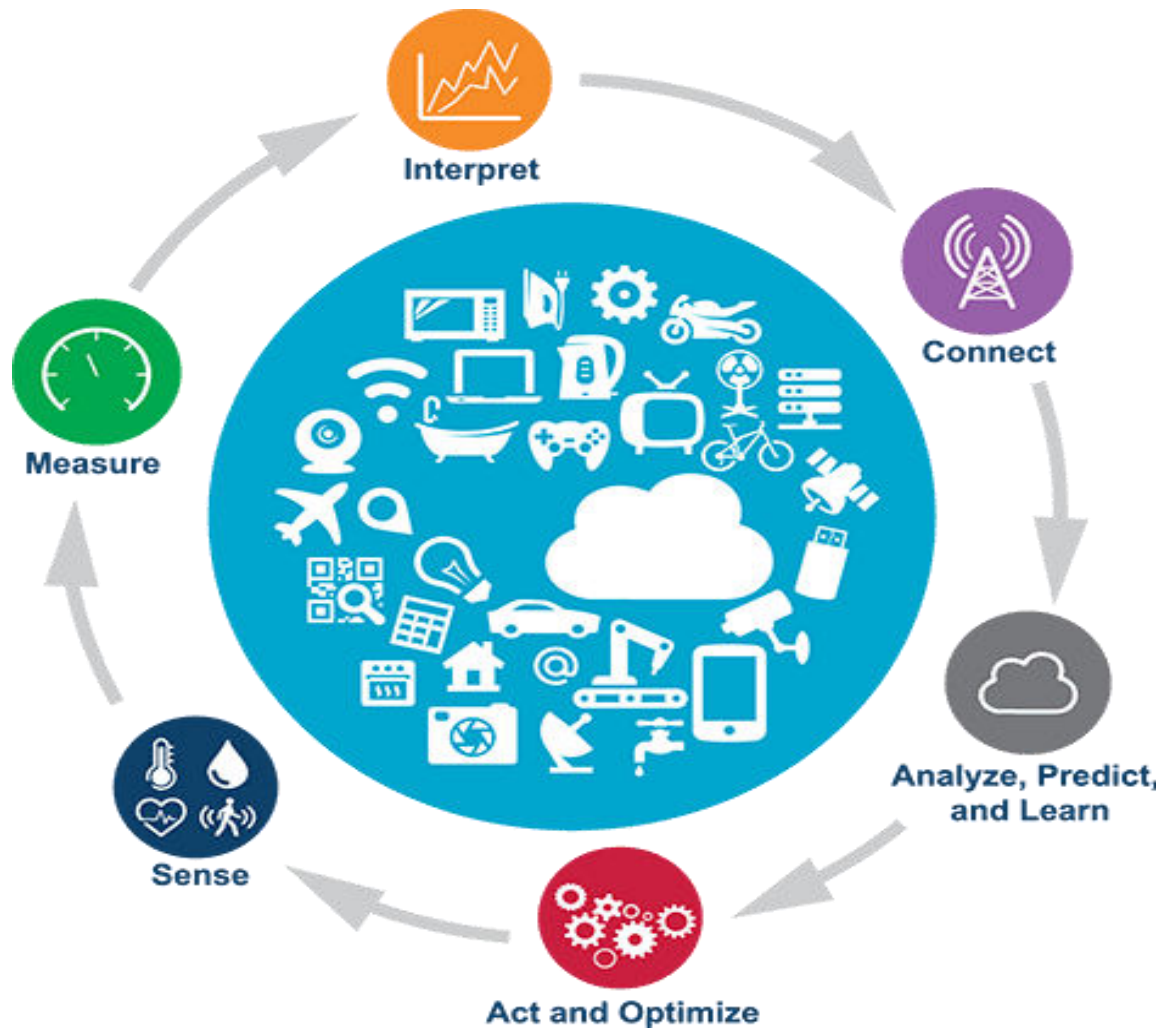 Interpret
Connect
Measure
Analyze, Predict,
and Learn
Sense
Act and Optimize
@